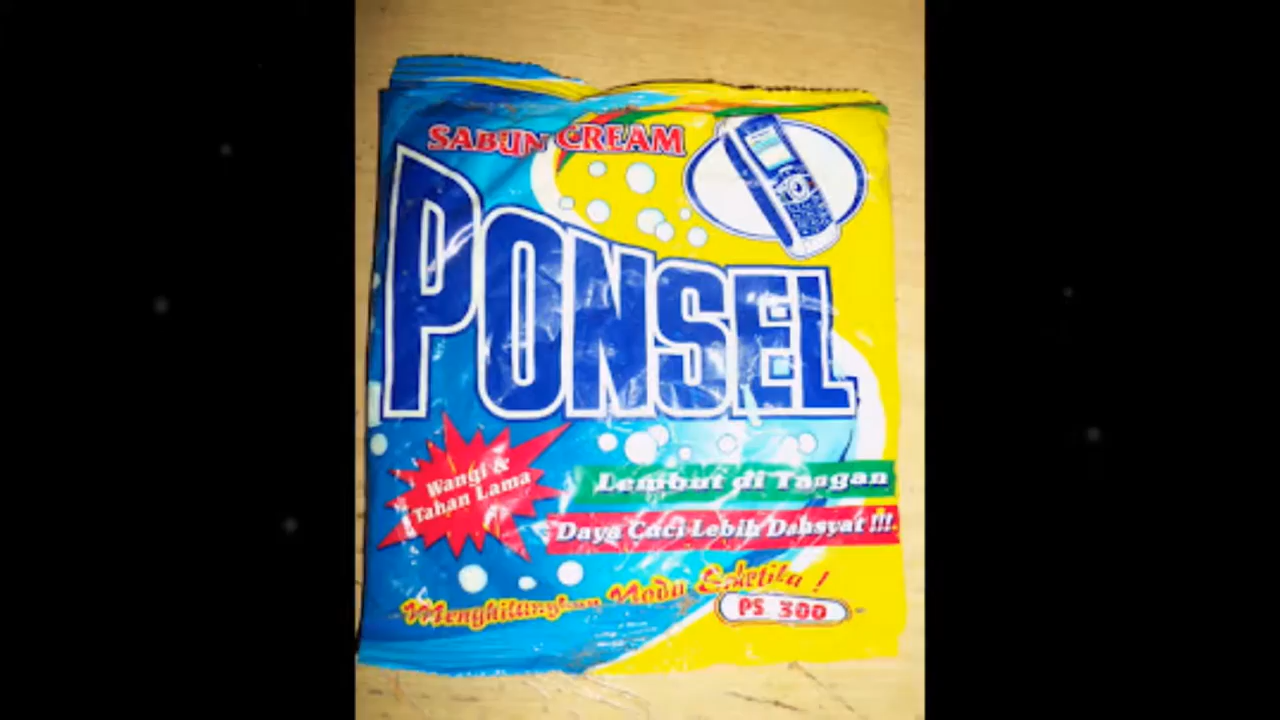 SABUN CREAM
PONSEL
Wangi &
Tahan Lama
Lembut di Tangan
Daya Cuci Lebih Dahsyat !!!
Menghilangkan Noda Seketika !
PS 300